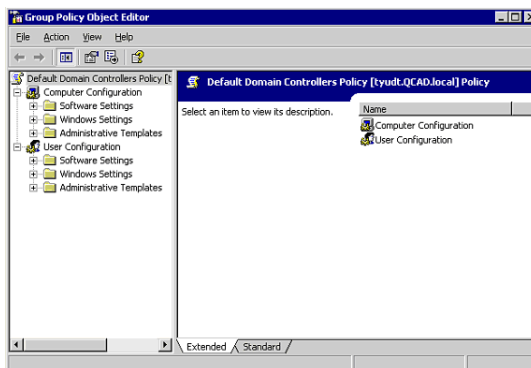 Group Policy Object Editor
File Action View Help
Default Domain Controllers Policy [t
Computer Configuration
Software Settings
Windows Settings
Administrative Templates
User Configuration
Software Settings
Windows Settings
Administrative Templates
Default Domain Controllers Policy [tyudt.QCAD.local] Policy
Select an item to view its description.
Name
Computer Configuration
User Configuration
Extended Standard